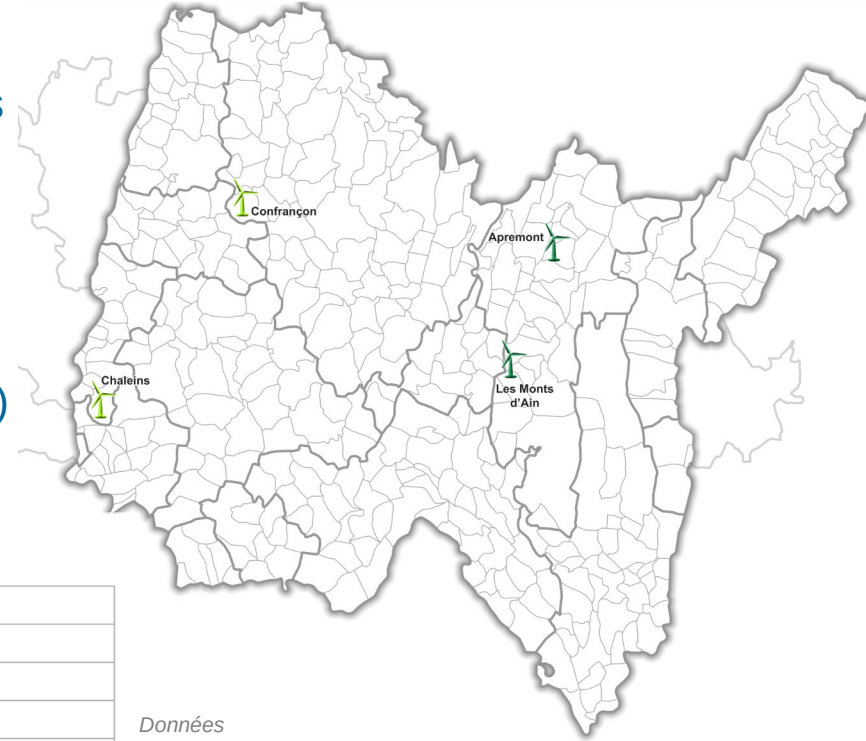 s
Confrançon
Apremont
Chaleins
)
Les Monts
d'Ain
Données